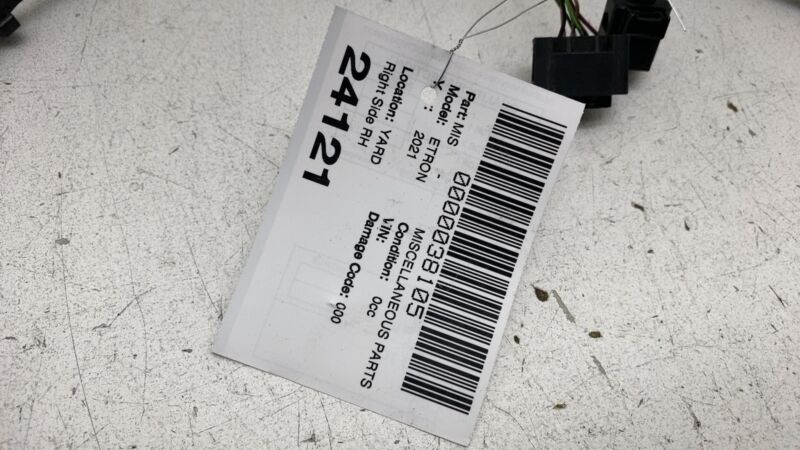 0000038105
Part: MIS - MISCELLANEOUS PARTS
Model: ETRON Condition: 0cc
Y : 2021 VIN:
Damage Code: 000
Location: YARD
Right Side RH
24121